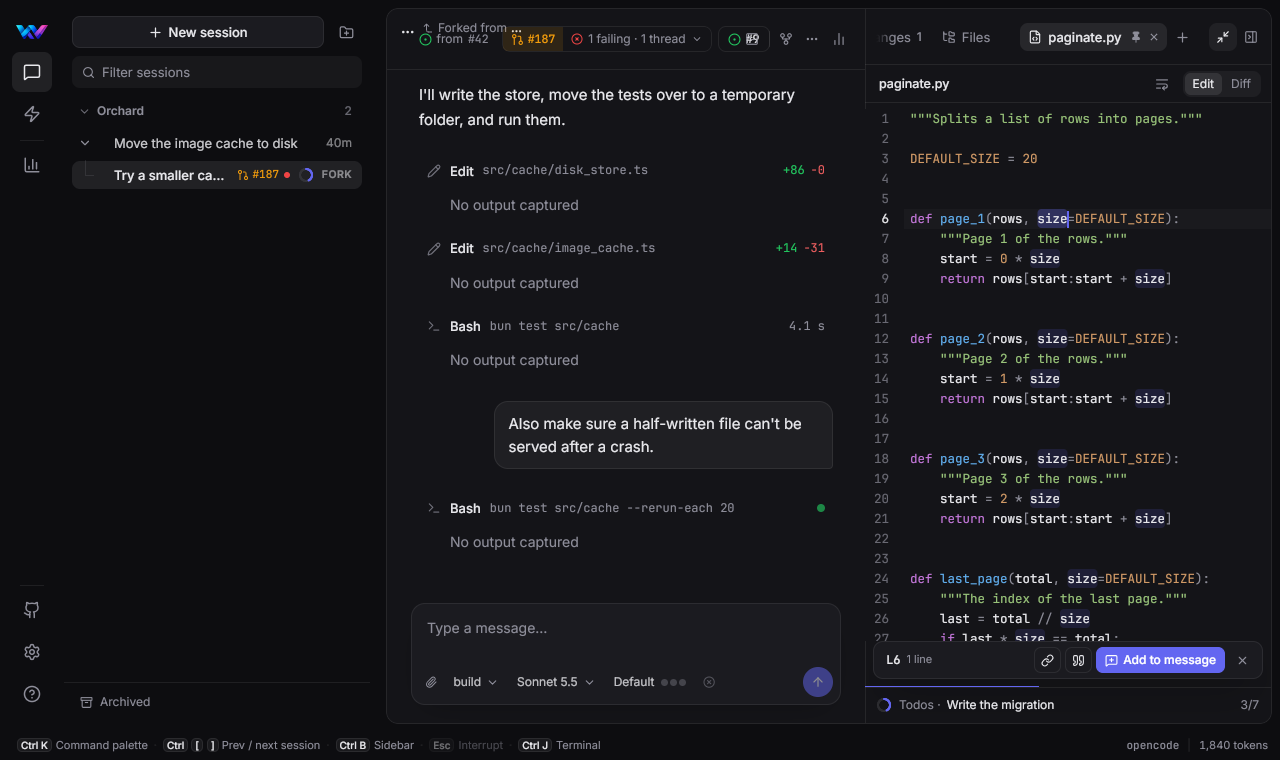 New session
Filter sessions
Orchard 2
Move the image cache to disk 40m
Try a smaller ca... #187 FORK
Archived
Forked from ...
from #42 #187 1 failing · 1 thread
I'll write the store, move the tests over to a temporary
folder, and run them.
Edit src/cache/disk_store.ts +86 -0
No output captured
Edit src/cache/image_cache.ts +14 -31
No output captured
Bash bun test src/cache 4.1 s
No output captured
Also make sure a half-written file can't be
served after a crash.
Bash bun test src/cache --rerun-each 20
No output captured
Type a message...
build Sonnet 5.5 Default
nges 1 Files paginate.py
paginate.py Edit Diff
1 """Splits a list of rows into pages."""
2
3 DEFAULT_SIZE = 20
4
5
6 def page_1(rows, size=DEFAULT_SIZE):
7 """Page 1 of the rows."""
8 start = 0 * size
9 return rows[start:start + size]
10
11
12 def page_2(rows, size=DEFAULT_SIZE):
13 """Page 2 of the rows."""
14 start = 1 * size
15 return rows[start:start + size]
16
17
18 def page_3(rows, size=DEFAULT_SIZE):
19 """Page 3 of the rows."""
20 start = 2 * size
21 return rows[start:start + size]
22
23
24 def last_page(total, size=DEFAULT_SIZE):
25 """The index of the last page."""
26 last = total // size
27 if last * size == total:
L6 1 line Add to message
Todos · Write the migration 3/7
Ctrl K Command palette · Ctrl [ ] Prev / next session · Ctrl B Sidebar · Esc Interrupt · Ctrl J Terminal
opencode 1,840 tokens